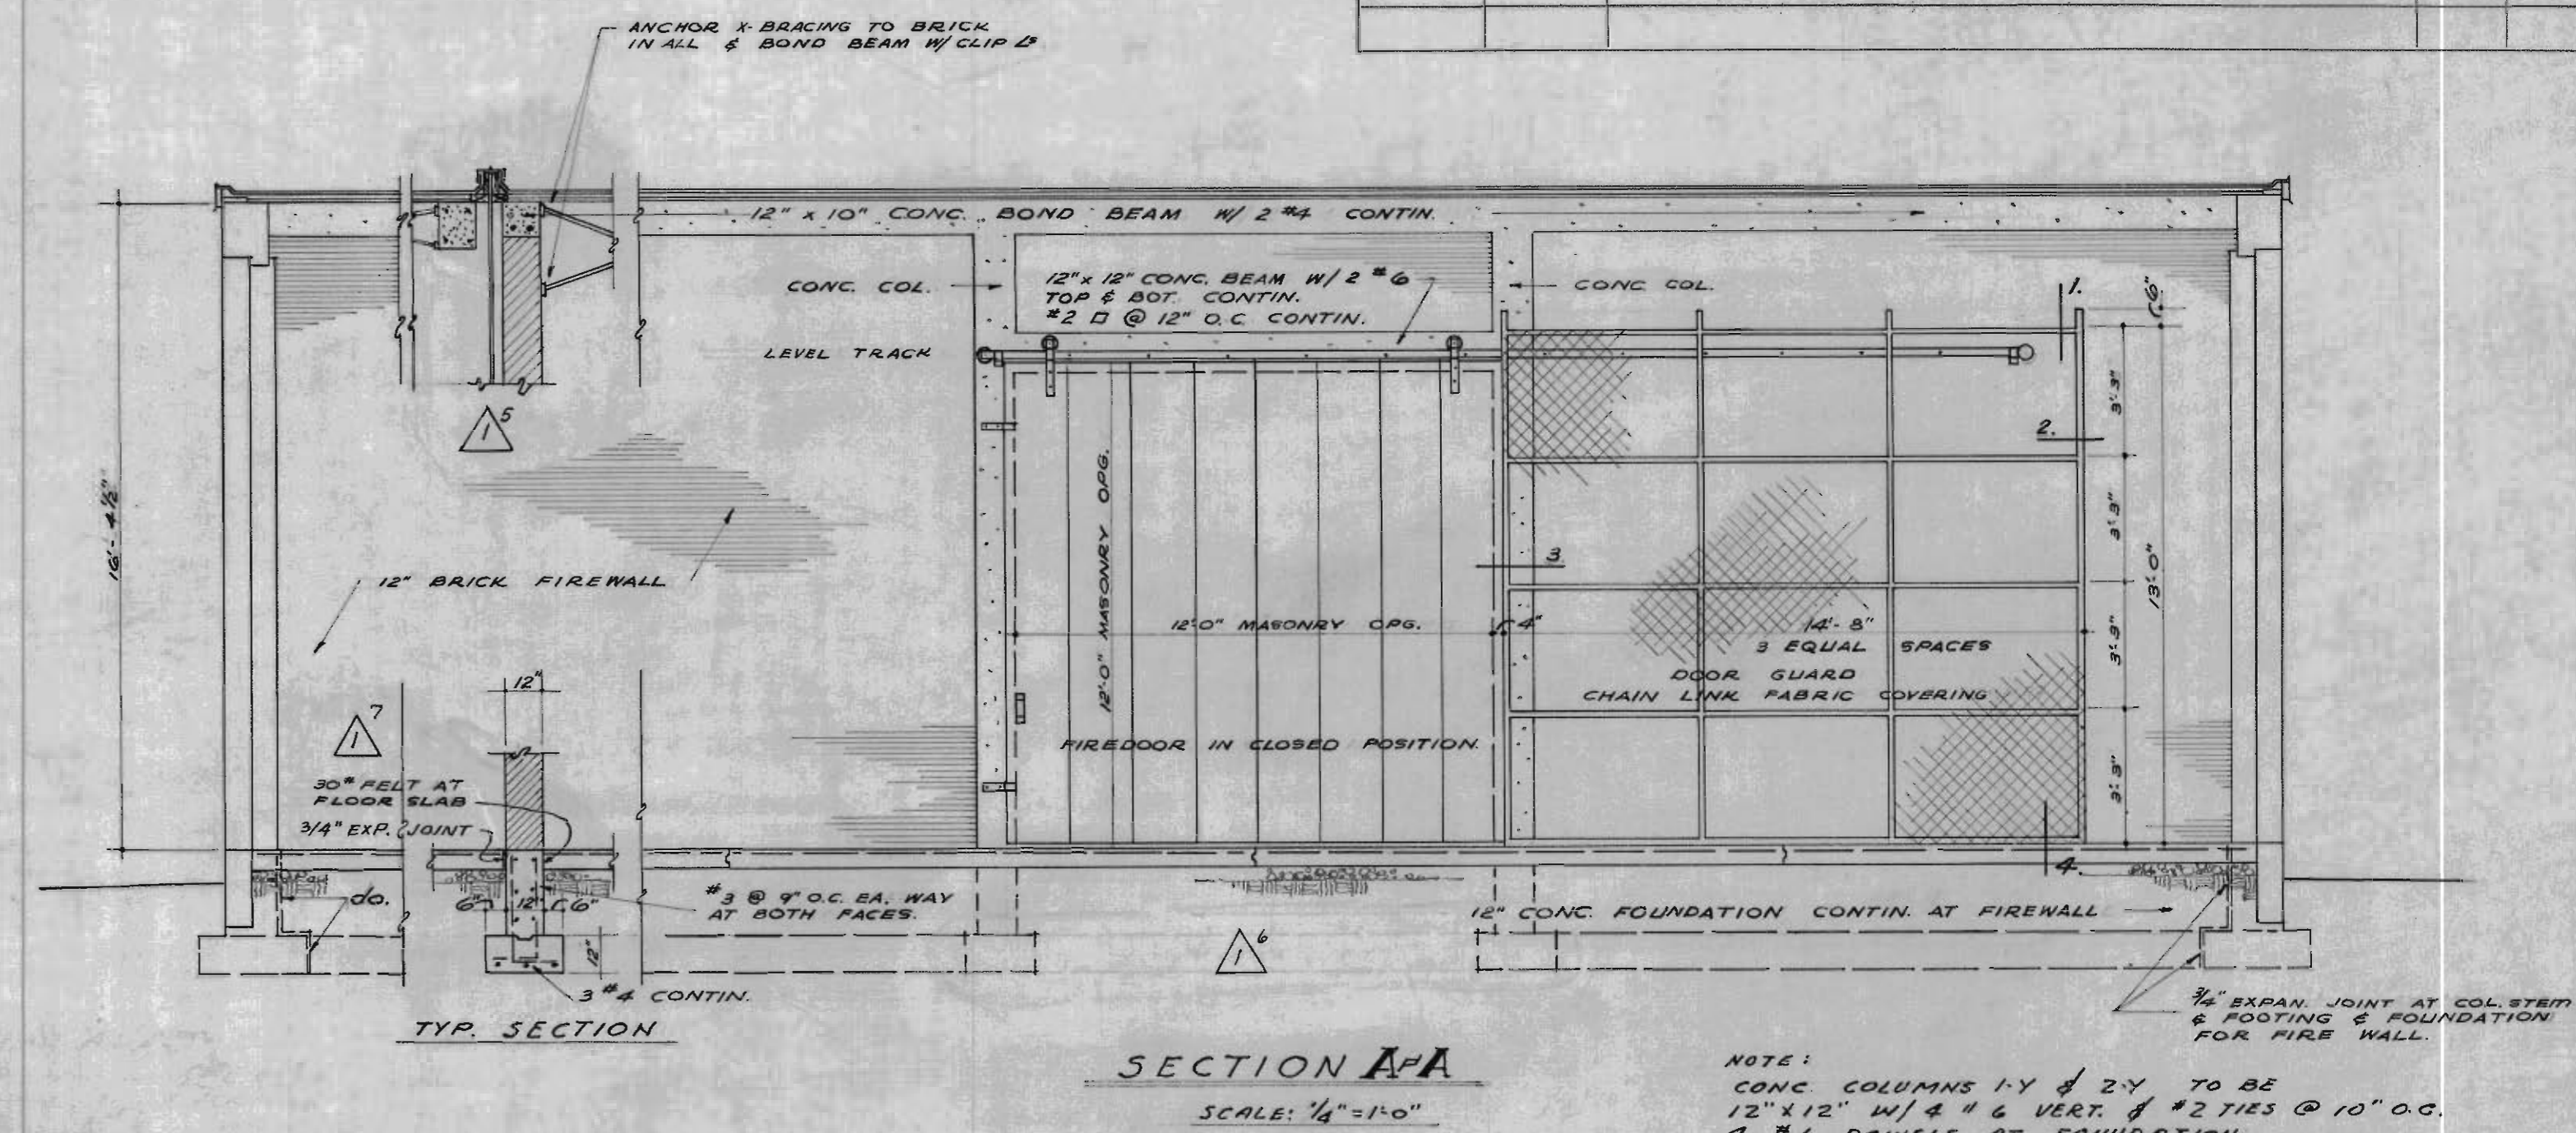 ANCHOR X-BRACING TO BRICK
IN ALL & BOND BEAM W/ CLIP LS
12" x 10" CONC. BOND BEAM W/ 2 #4 CONTIN.
CONC. COL.
12" x 12" CONC. BEAM W/ 2 #6
TOP & BOT. CONTIN.
#2 □ @ 12" O.C. CONTIN.
CONC COL.
1.
6"
LEVEL TRACK
3'-3"
2.
1 5
16'-4½"
12'-0" MASONRY OPG.
3'-3"
3
13'-0"
12" BRICK FIREWALL
12'-0" MASONRY OPG.
4"
14'-8"
3 EQUAL SPACES
3'-3"
DOOR GUARD
CHAIN LINK FABRIC COVERING
12"
1 7
FIREDOOR IN CLOSED POSITION.
3'-3"
30# FELT AT
FLOOR SLAB
3/4" EXP. JOINT
4.
do.
6" 12" 6"
#3 @ 9" O.C. EA. WAY
AT BOTH FACES.
12" CONC. FOUNDATION CONTIN. AT FIREWALL
1 6
12"
3 #4 CONTIN.
TYP. SECTION
3/4" EXPAN. JOINT AT COL. STEM
& FOOTING & FOUNDATION
FOR FIRE WALL.
SECTION A-A
SCALE: 1/4" = 1'-0"
NOTE:
CONC. COLUMNS 1-Y & 2-Y TO BE
12" X 12" W/ 4 # 6 VERT. & #2 TIES @ 10" O.C.